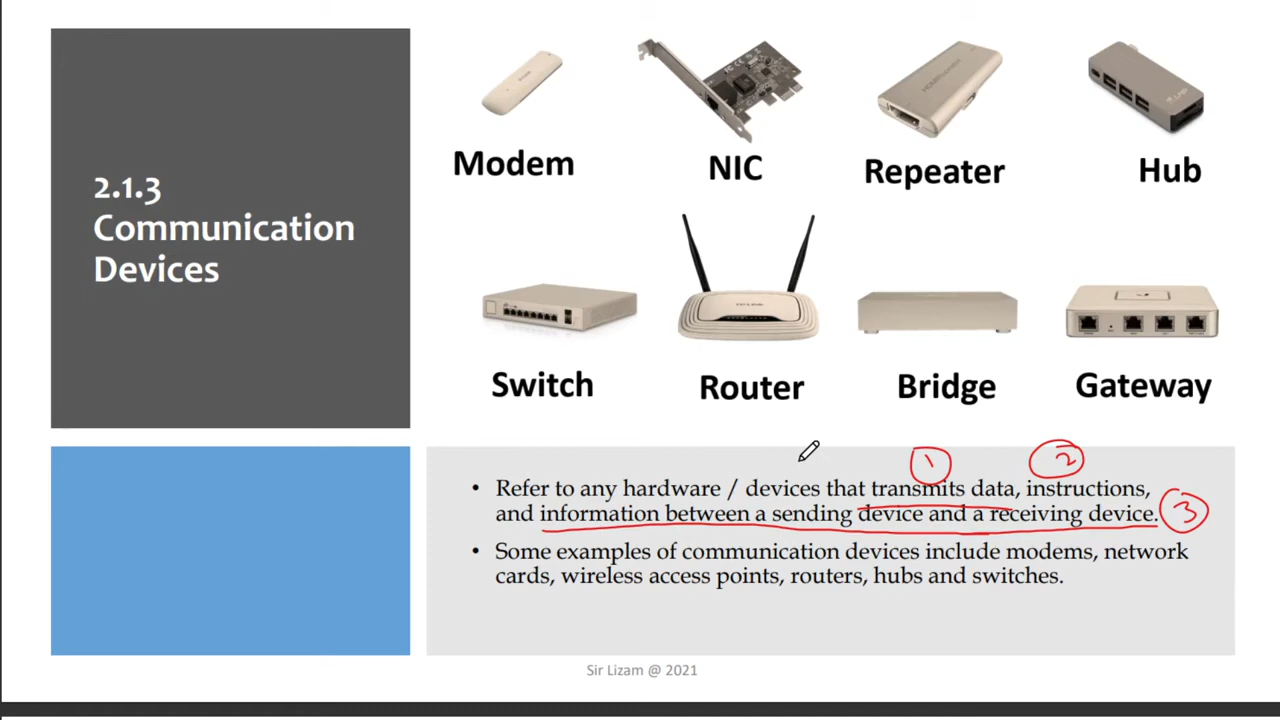 2.1.3
Communication
Devices
Modem
NIC
Repeater
Hub
Switch
Router
Bridge
Gateway
1
2
• Refer to any hardware / devices that transmits data, instructions,
and information between a sending device and a receiving device.
3
• Some examples of communication devices include modems, network
cards, wireless access points, routers, hubs and switches.
Sir Lizam @ 2021